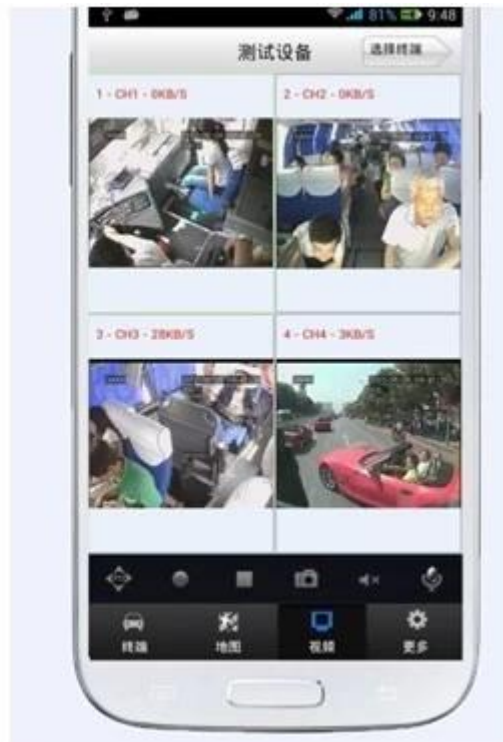 81% 9:48
测试设备
选择终端
1 - CH1 - 0KB/S
2 - CH2 - 0KB/S
3 - CH3 - 28KB/S
4 - CH4 - 3KB/S
终端
地图
视频
更多